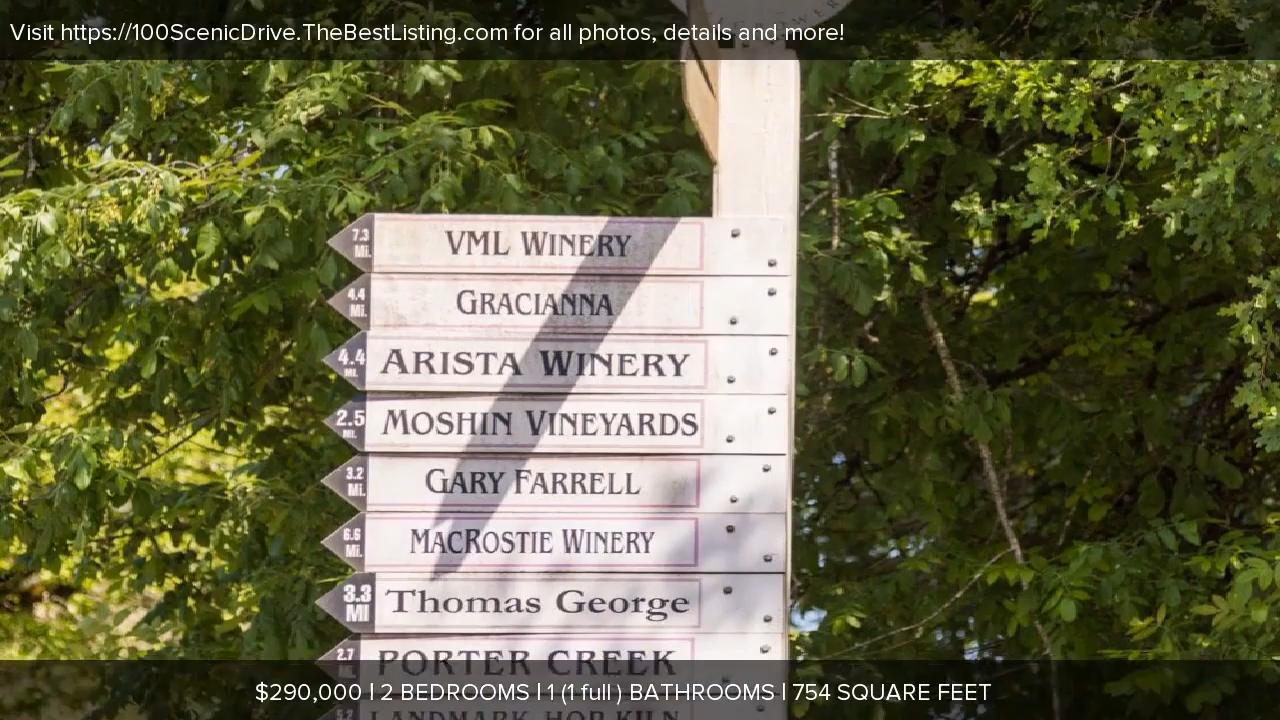 Visit https://100ScenicDrive.TheBestListing.com for all photos, details and more!
7.3 Mi. VML WINERY
4.4 Mi. GRACIANNA
4.4 MI. ARISTA WINERY
2.5 MI. MOSHIN VINEYARDS
3.2 Mi. GARY FARRELL
6.6 Mi. MACROSTIE WINERY
3.3 MI Thomas George
2.7 PORTER CREEK
$290,000 | 2 BEDROOMS | 1 (1 full ) BATHROOMS | 754 SQUARE FEET
LANDMARK, HOP KILN